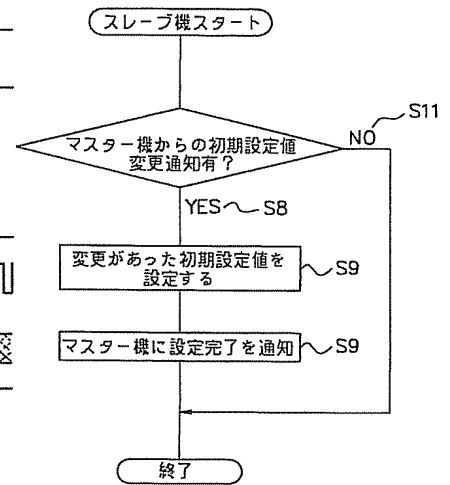 スレーブ機スタート
S11
NO
マスター機からの初期設定値
変更通知有？
YES
S8
変更があった初期設定値を
設定する
S9
マスター機に設定完了を通知
S9
終了